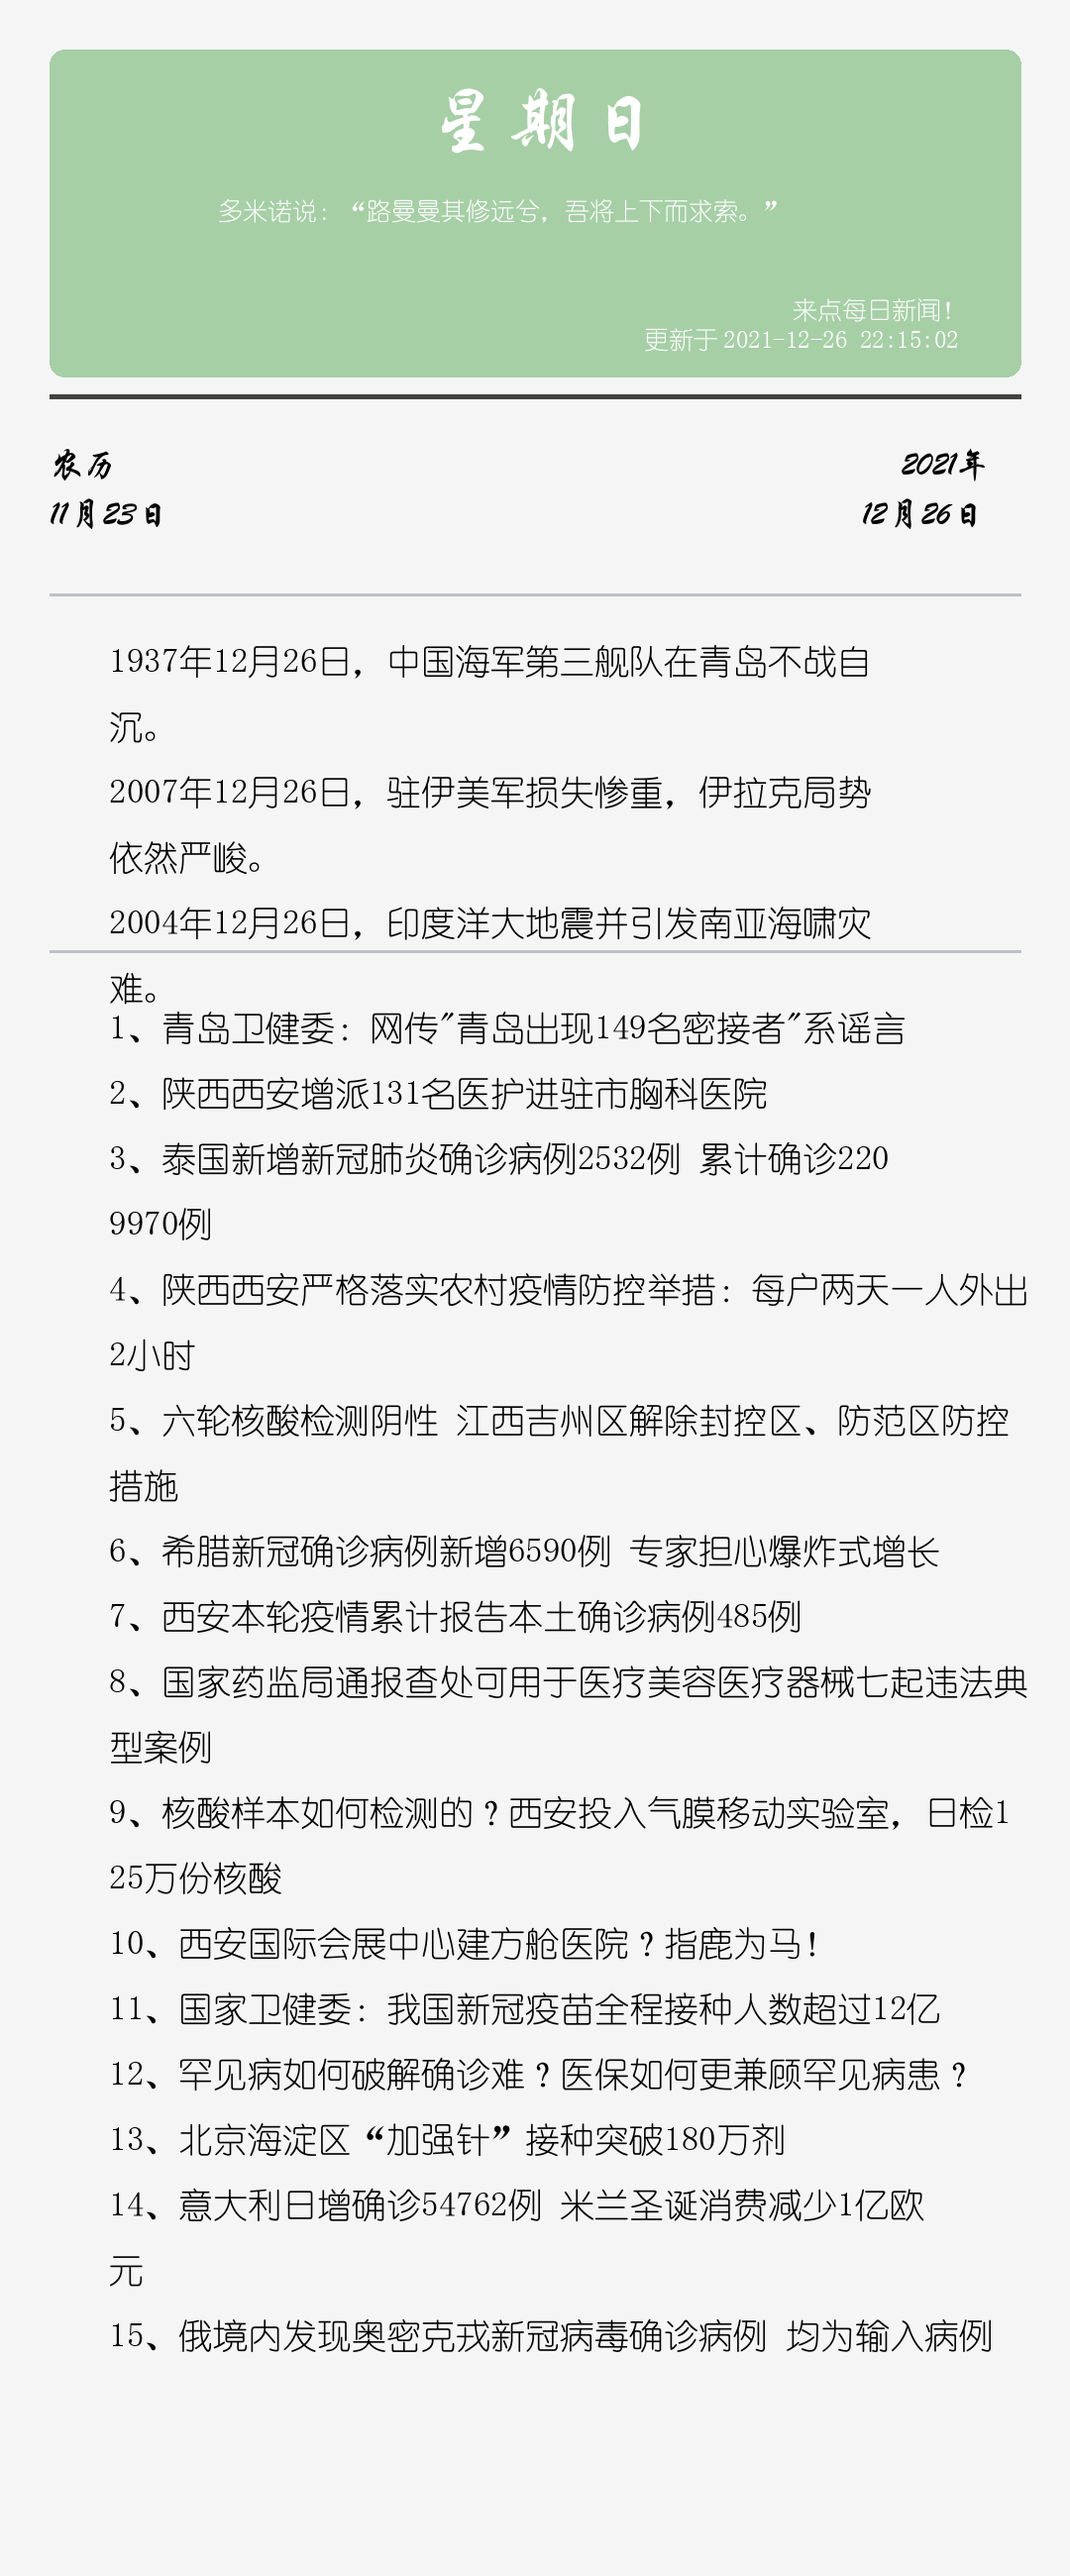 星期日
多米诺说：“路曼曼其修远兮，吾将上下而求索。”
来点每日新闻！
更新于2021-12-26 22:15:02
农历
2021年
11月23日
12月26日
1937年12月26日，中国海军第三舰队在青岛不战自
沉。
2007年12月26日，驻伊美军损失惨重，伊拉克局势
依然严峻。
2004年12月26日，印度洋大地震并引发南亚海啸灾
难。
1、青岛卫健委：网传"青岛出现149名密接者"系谣言
2、陕西西安增派131名医护进驻市胸科医院
3、泰国新增新冠肺炎确诊病例2532例 累计确诊220
9970例
4、陕西西安严格落实农村疫情防控举措：每户两天一人外出
2小时
5、六轮核酸检测阴性 江西吉州区解除封控区、防范区防控
措施
6、希腊新冠确诊病例新增6590例 专家担心爆炸式增长
7、西安本轮疫情累计报告本土确诊病例485例
8、国家药监局通报查处可用于医疗美容医疗器械七起违法典
型案例
9、核酸样本如何检测的？西安投入气膜移动实验室，日检1
25万份核酸
10、西安国际会展中心建方舱医院？指鹿为马！
11、国家卫健委：我国新冠疫苗全程接种人数超过12亿
12、罕见病如何破解确诊难？医保如何更兼顾罕见病患？
13、北京海淀区“加强针”接种突破180万剂
14、意大利日增确诊54762例 米兰圣诞消费减少1亿欧
元
15、俄境内发现奥密克戎新冠病毒确诊病例 均为输入病例